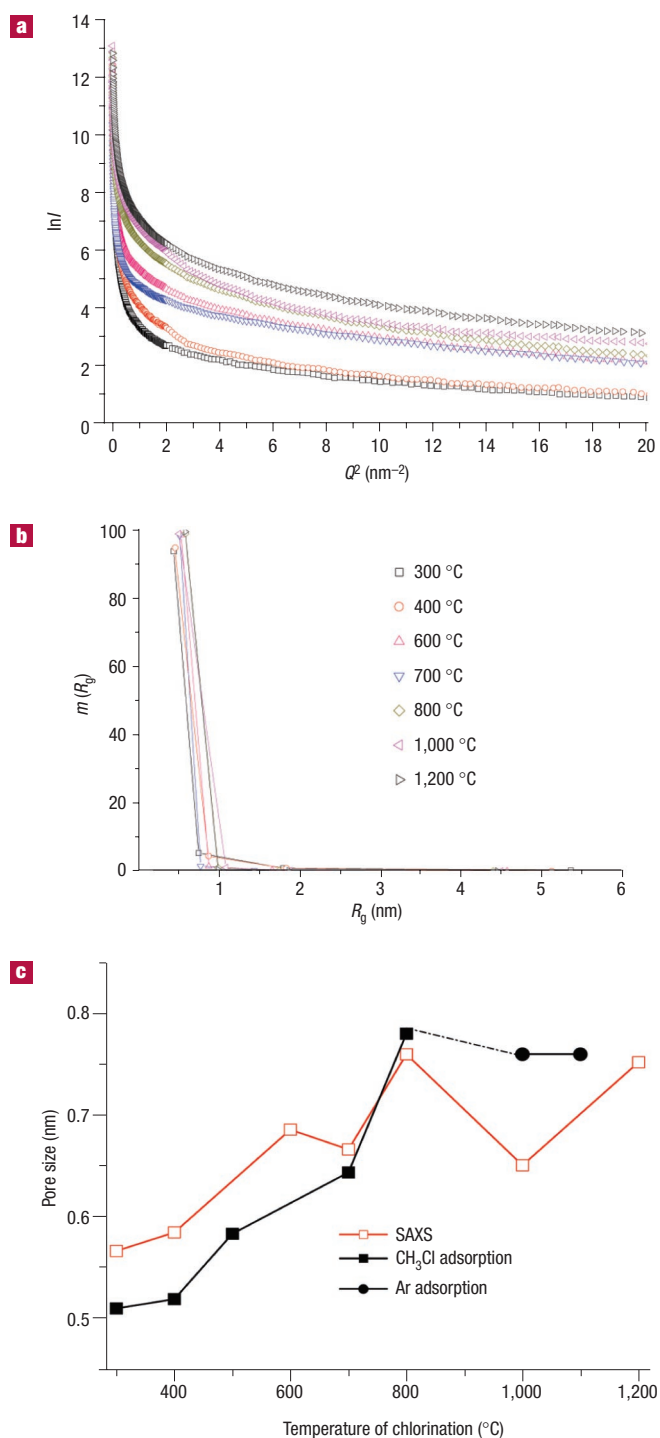 a
14
12
10
8
6
4
2
0
lnI
0 2 4 6 8 10 12 14 16 18 20
Q² (nm⁻²)
b
100
80
60
40
20
0
m (Rg)
300 °C
400 °C
600 °C
700 °C
800 °C
1,000 °C
1,200 °C
1 2 3 4 5 6
Rg (nm)
c
0.8
0.7
0.6
0.5
Pore size (nm)
SAXS
CH₃Cl adsorption
Ar adsorption
400 600 800 1,000 1,200
Temperature of chlorination (°C)